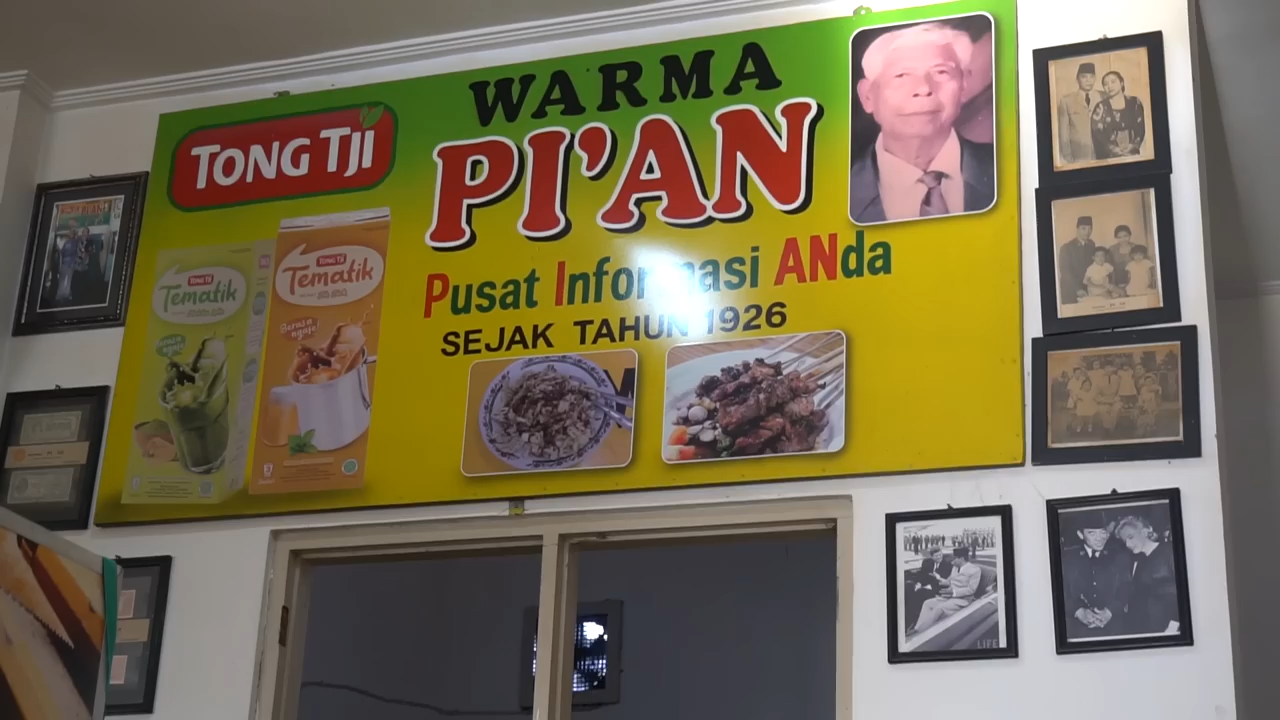 TONG TJI
WARMA
PI'AN
Pusat Informasi ANda
SEJAK TAHUN 1926
TONG TJI
Tematik
TONG TJI
Tematik
LIFE